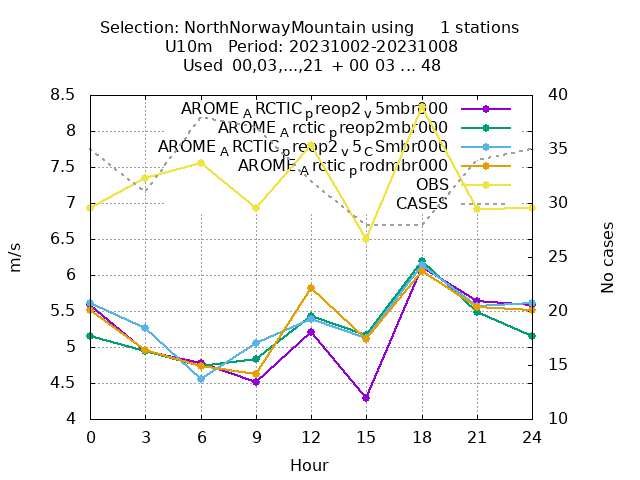 Selection: NorthNorwayMountain using 1 stations
U10m Period: 20231002-20231008
Used 00,03,...,21 + 00 03 ... 48
8.5
8
7.5
7
6.5
6
5.5
5
4.5
4
m/s
40
35
30
25
20
15
10
No cases
AROME_ARCTIC_preop2_v5mbr000
AROME_Arctic_preop2mbr000
AROME_ARCTIC_preop2_v5_CSmbr000
AROME_Arctic_prodmbr000
OBS
CASES
0 3 6 9 12 15 18 21 24
Hour